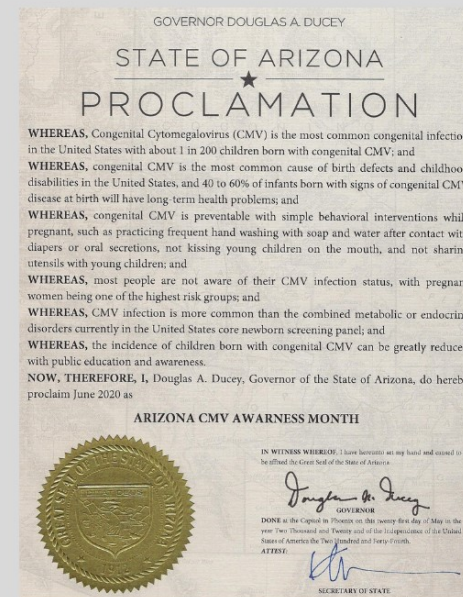 GOVERNOR DOUGLAS A. DUCEY
STATE OF ARIZONA
PROCLAMATION
WHEREAS, Congenital Cytomegalovirus (CMV) is the most common congenital infectio
in the United States with about 1 in 200 children born with congenital CMV; and
WHEREAS, congenital CMV is the most common cause of birth defects and childhoo
disabilities in the United States, and 40 to 60% of infants born with signs of congenital CMV
disease at birth will have long-term health problems; and
WHEREAS, congenital CMV is preventable with simple behavioral interventions whil
pregnant, such as practicing frequent hand washing with soap and water after contact wit
diapers or oral secretions, not kissing young children on the mouth, and not sharin
utensils with young children; and
WHEREAS, most people are not aware of their CMV infection status, with pregnan
women being one of the highest risk groups; and
WHEREAS, CMV infection is more common than the combined metabolic or endocrin
disorders currently in the United States core newborn screening panel; and
WHEREAS, the incidence of children born with congenital CMV can be greatly reduce
with public education and awareness.
NOW, THEREFORE, I, Douglas A. Ducey, Governor of the State of Arizona, do hereb
proclaim June 2020 as
ARIZONA CMV AWARNESS MONTH
IN WITNESS WHEREOF, I have hereunto set my hand and caused to
be affixed the Great Seal of the State of Arizona
Douglas A. Ducey
GOVERNOR
DONE at the Capitol in Phoenix on this twenty-first day of May in the
year Two Thousand and Twenty and of the Independence of the United
States of America the Two Hundred and Forty-Fourth.
ATTEST:
SECRETARY OF STATE